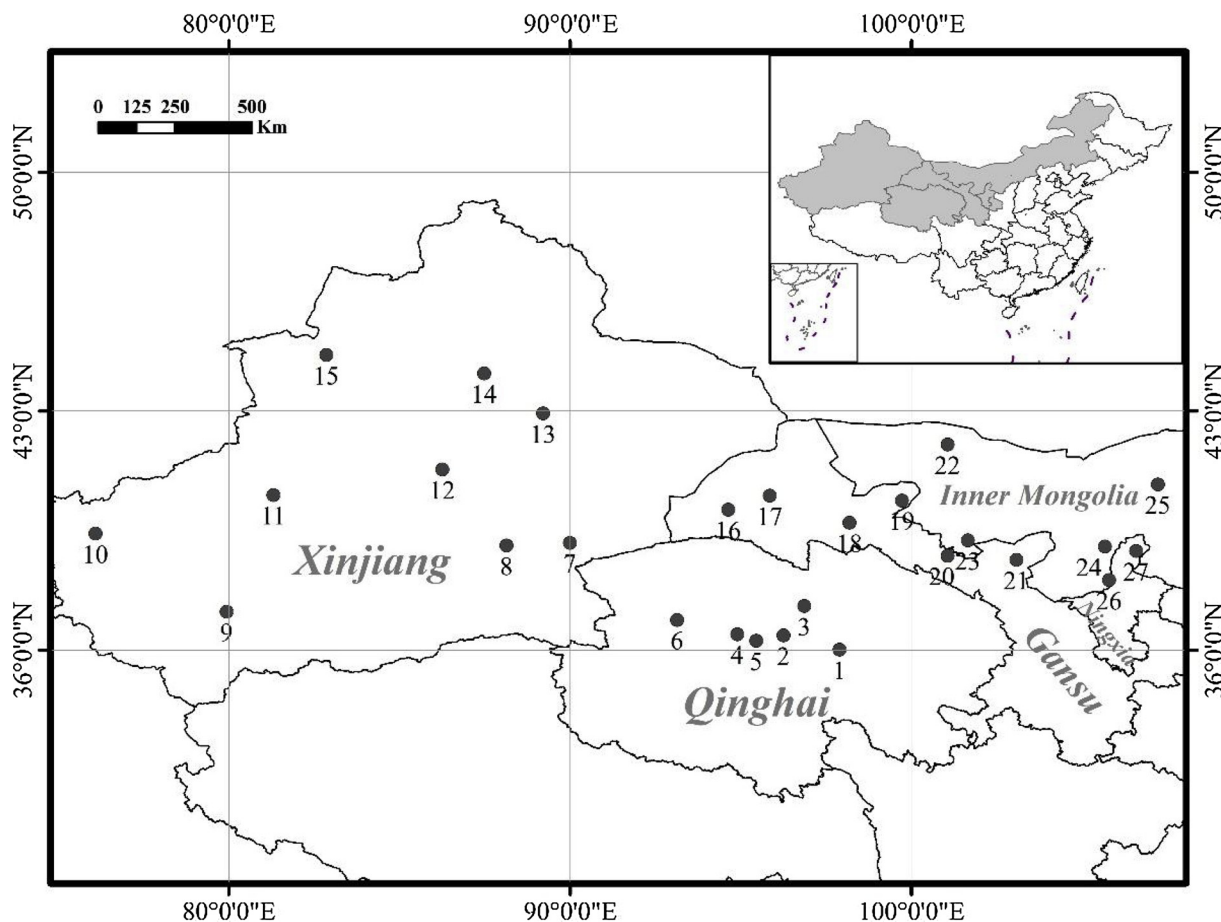 80°0'0"E 90°0'0"E 100°0'0"E
0 125 250 500
Km
50°0'0"N 50°0'0"N
15
14
43°0'0"N 43°0'0"N
13
22
12
Inner Mongolia
25
11
17
16
19
18
10
Xinjiang
8
7
23
20
21
24
27
26
Ningxia
3
9
6
4
5
2
1
36°0'0"N 36°0'0"N
Gansu
Qinghai
80°0'0"E 90°0'0"E 100°0'0"E